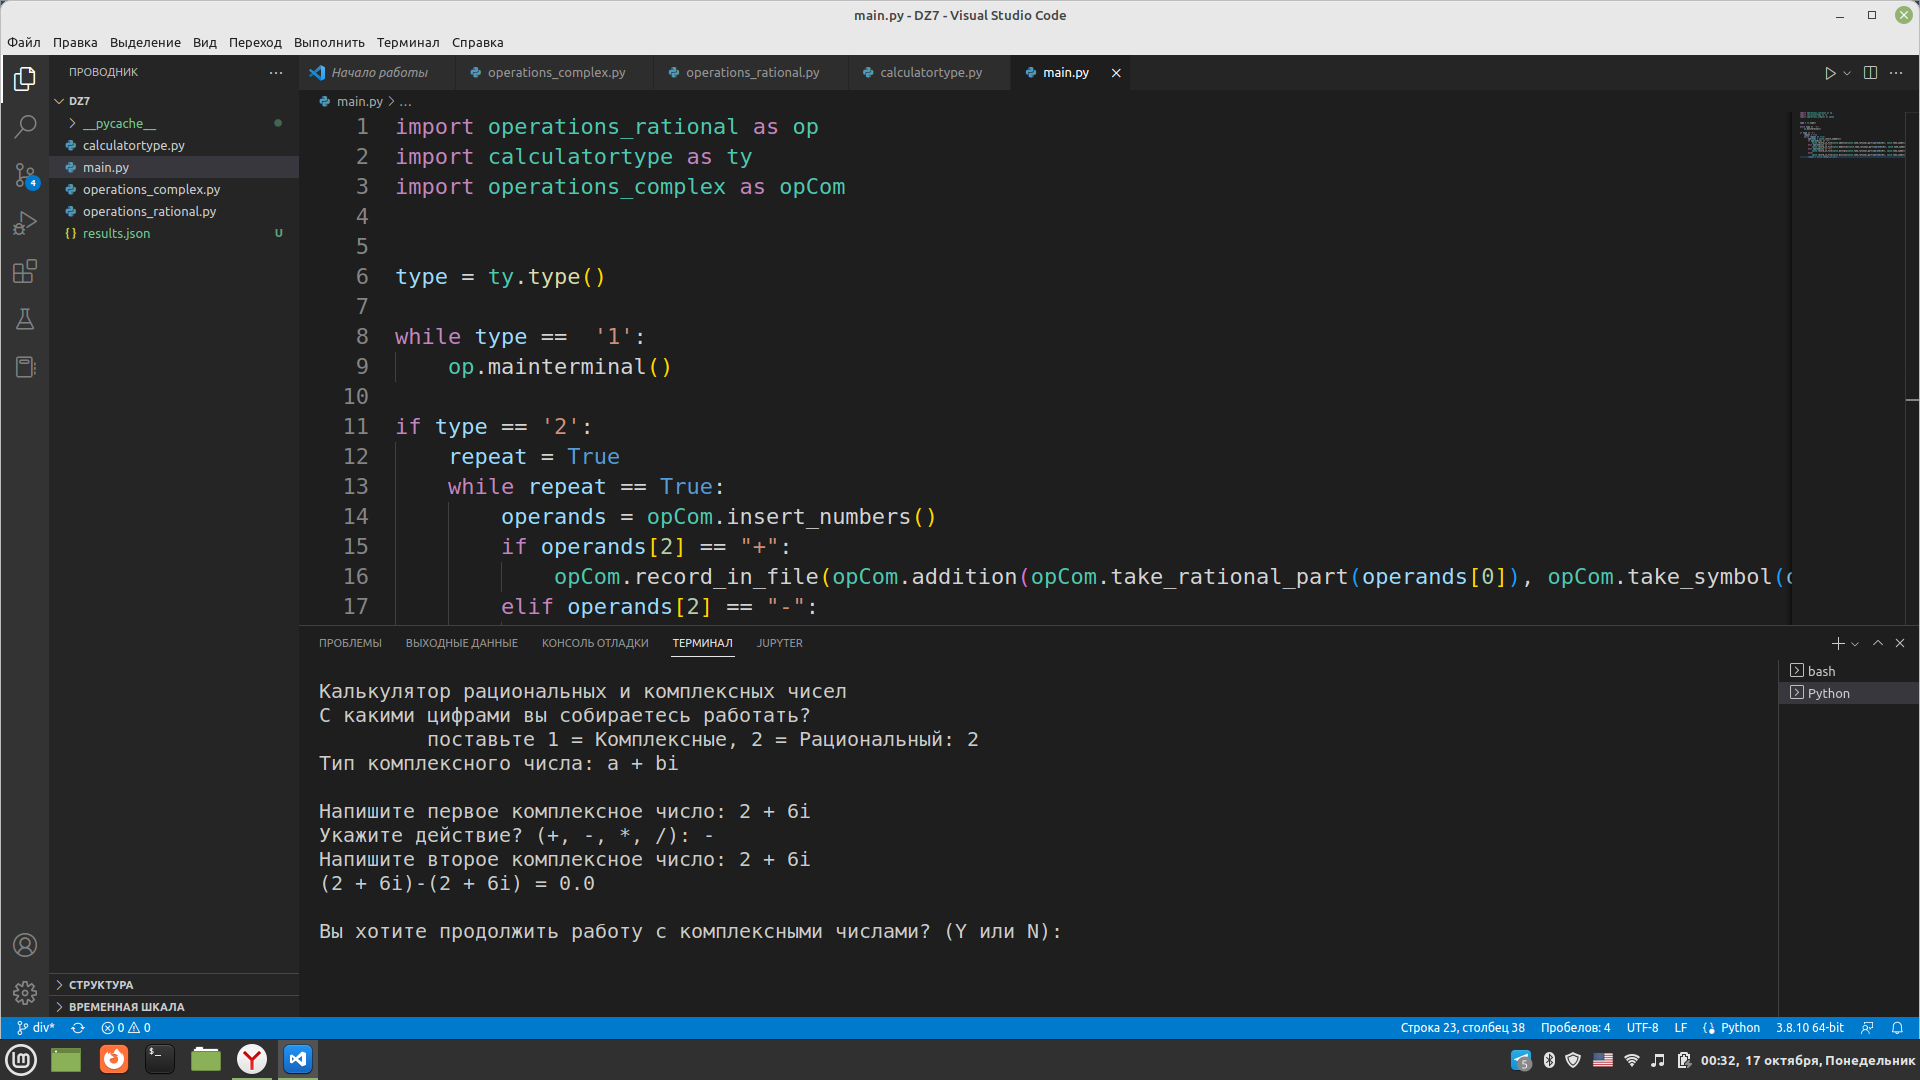 main.py - DZ7 - Visual Studio Code
Файл Правка Выделение Вид Переход Выполнить Терминал Справка
ПРОВОДНИК
DZ7
__pycache__
calculatortype.py
main.py
operations_complex.py
operations_rational.py
results.json U
4
СТРУКТУРА
ВРЕМЕННАЯ ШКАЛА
Начало работы operations_complex.py operations_rational.py calculatortype.py main.py
main.py > ...
1 import operations_rational as op
2 import calculatortype as ty
3 import operations_complex as opCom
4
5
6 type = ty.type()
7
8 while type ==  '1':
9     op.mainterminal()
10
11 if type == '2':
12     repeat = True
13     while repeat == True:
14         operands = opCom.insert_numbers()
15         if operands[2] == "+":
16             opCom.record_in_file(opCom.addition(opCom.take_rational_part(operands[0]), opCom.take_symbol(
17         elif operands[2] == "-":
ПРОБЛЕМЫ ВЫХОДНЫЕ ДАННЫЕ КОНСОЛЬ ОТЛАДКИ ТЕРМИНАЛ JUPYTER
Калькулятор рациональных и комплексных чисел
С какими цифрами вы собираетесь работать?
поставьте 1 = Комплексные, 2 = Рациональный: 2
Тип комплексного числа: a + bi
Напишите первое комплексное число: 2 + 6i
Укажите действие? (+, -, *, /): -
Напишите второе комплексное число: 2 + 6i
(2 + 6i)-(2 + 6i) = 0.0
Вы хотите продолжить работу с комплексными числами? (Y или N):
bash
Python
div* 0 0 Строка 23, столбец 38 Пробелов: 4 UTF-8 LF Python 3.8.10 64-bit
5 00:32, 17 октября, Понедельник